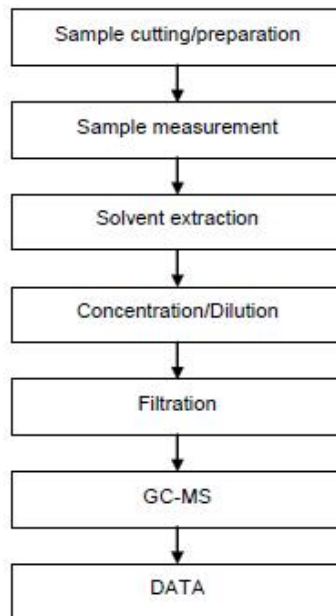 Sample cutting/preparation
Sample measurement
Solvent extraction
Concentration/Dilution
Filtration
GC-MS
DATA